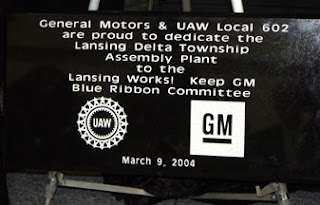 General Motors & UAW Local 602
are proud to dedicate the
Lansing Delta Township
Assembly Plant
to the
Lansing Works! Keep GM
Blue Ribbon Committee
UAW
GM
March 9, 2004